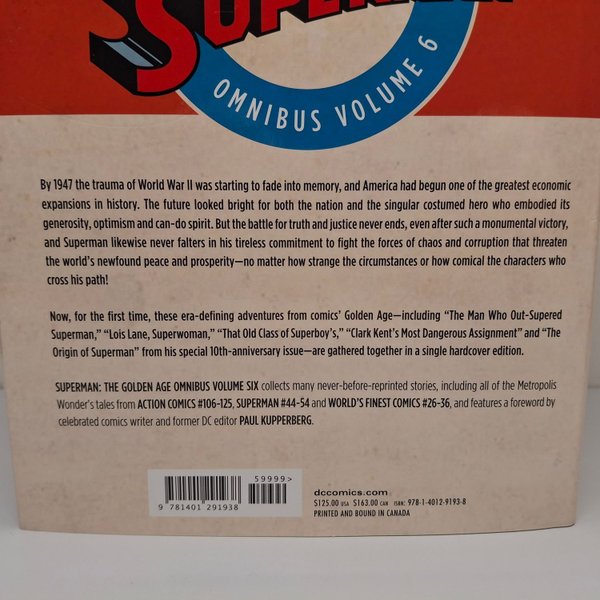 SUPERMAN
OMNIBUS VOLUME 6
By 1947 the trauma of World War II was starting to fade into memory, and America had begun one of the greatest economic
expansions in history. The future looked bright for both the nation and the singular costumed hero who embodied its
generosity, optimism and can-do spirit. But the battle for truth and justice never ends, even after such a monumental victory,
and Superman likewise never falters in his tireless commitment to fight the forces of chaos and corruption that threaten
the world's newfound peace and prosperity—no matter how strange the circumstances or how comical the characters who
cross his path!
Now, for the first time, these era-defining adventures from comics' Golden Age—including "The Man Who Out-Supered
Superman," "Lois Lane, Superwoman," "That Old Class of Superboy's," "Clark Kent's Most Dangerous Assignment" and "The
Origin of Superman" from his special 10th-anniversary issue—are gathered together in a single hardcover edition.
SUPERMAN: THE GOLDEN AGE OMNIBUS VOLUME SIX collects many never-before-reprinted stories, including all of the Metropolis
Wonder's tales from ACTION COMICS #106-125, SUPERMAN #44-54 and WORLD'S FINEST COMICS #26-36, and features a foreword by
celebrated comics writer and former DC editor PAUL KUPPERBERG.
59999>
9 781401 291938
dccomics.com
$125.00 USA $163.00 CAN ISBN: 978-1-4012-9193-8
PRINTED AND BOUND IN CANADA